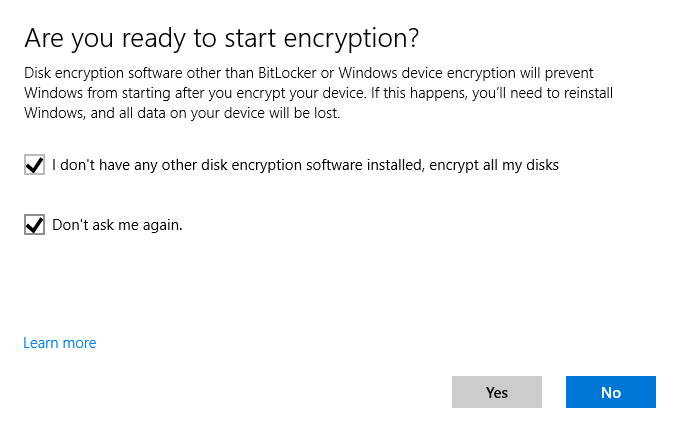 Are you ready to start encryption?
Disk encryption software other than BitLocker or Windows device encryption will prevent
Windows from starting after you encrypt your device. If this happens, you’ll need to reinstall
Windows, and all data on your device will be lost.
I don't have any other disk encryption software installed, encrypt all my disks
Don't ask me again.
Learn more
Yes
No